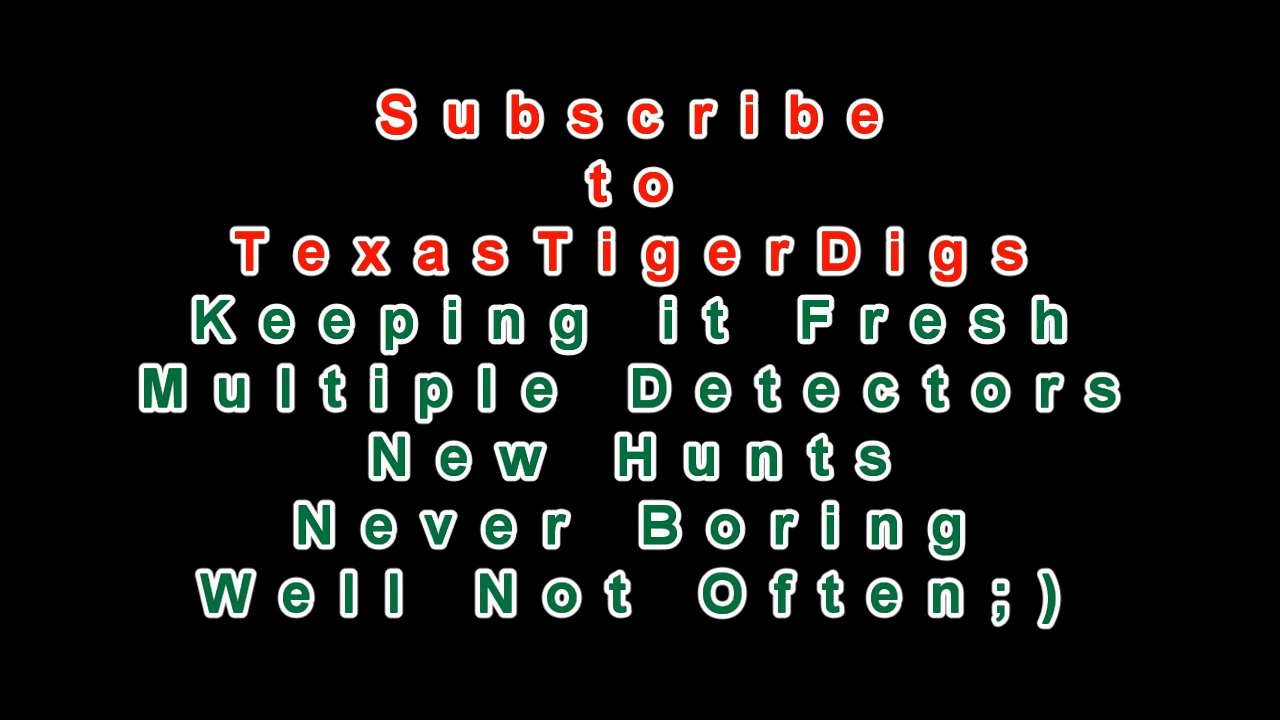 Subscribe
to
TexasTigerDigs
Keeping it Fresh
Multiple Detectors
New Hunts
Never Boring
Well Not Often;)